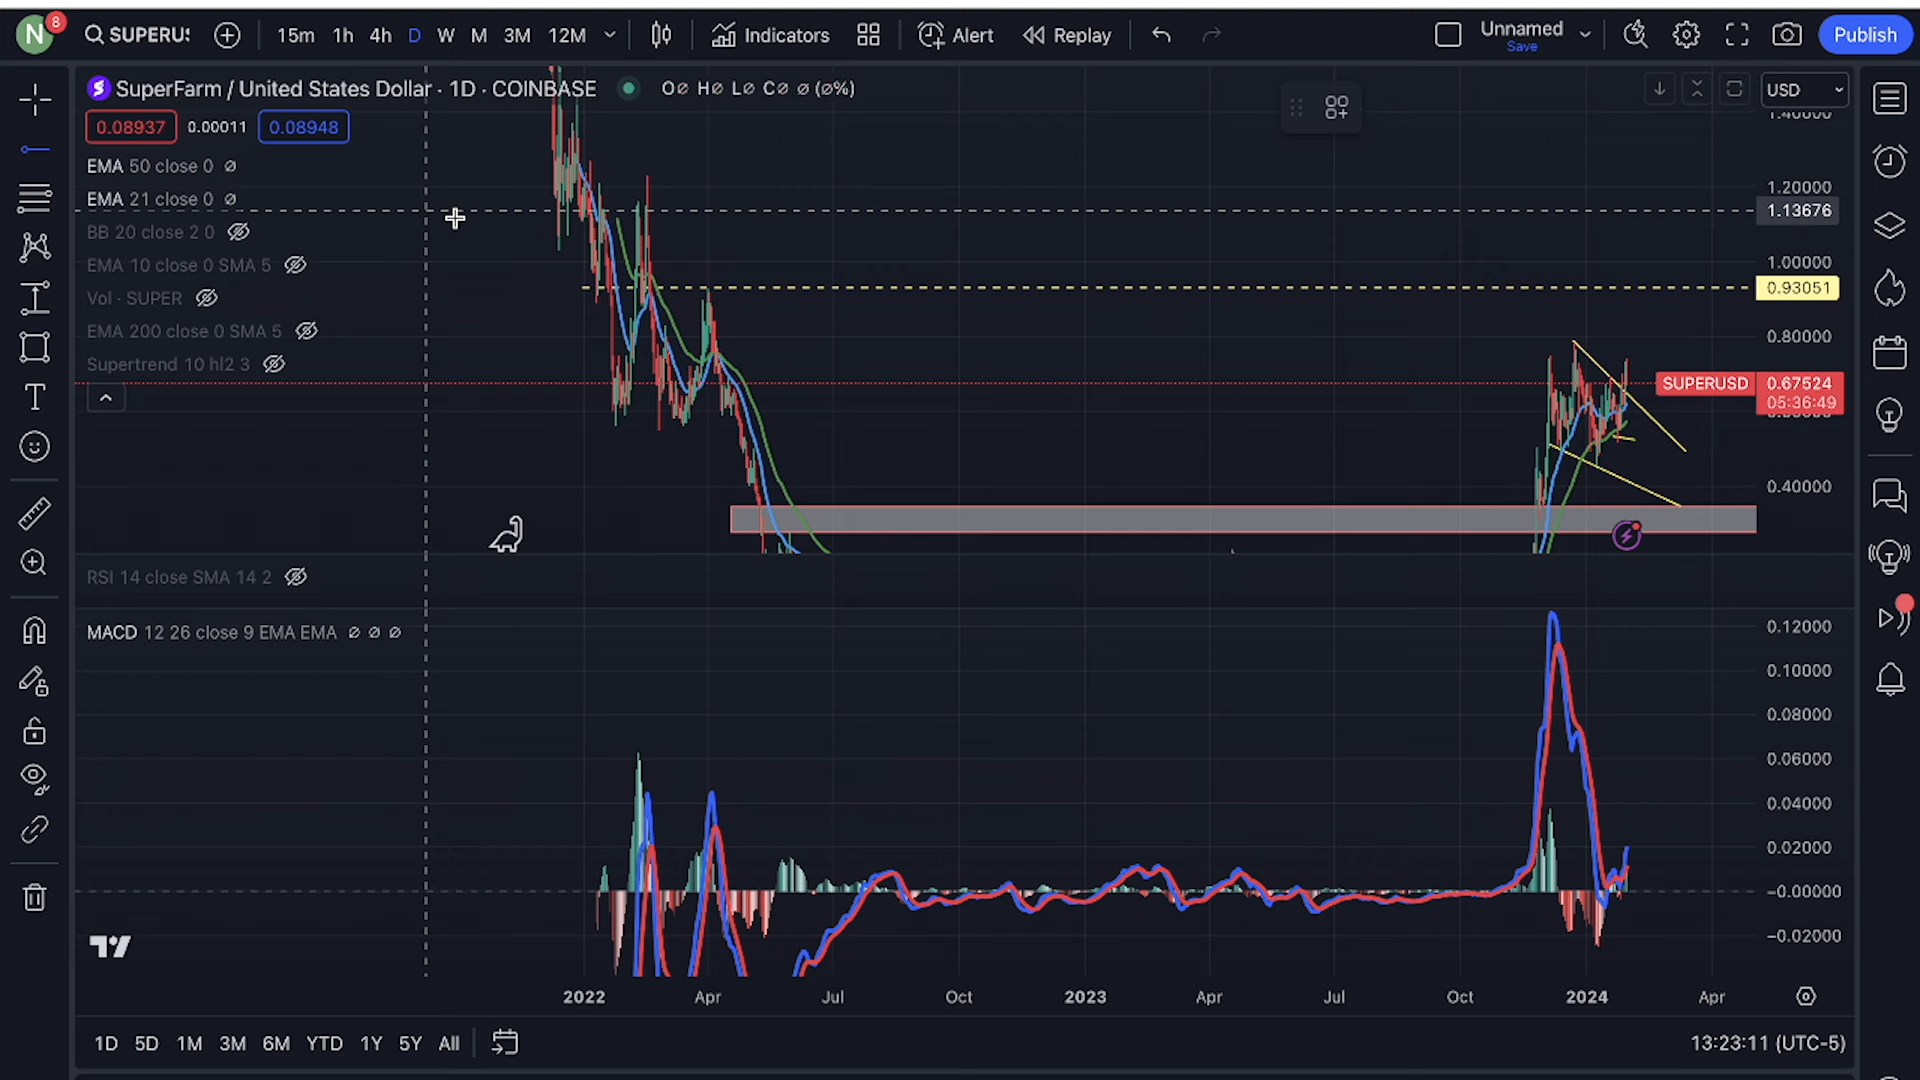 N 8 SUPERU: 15m 1h 4h D W M 3M 12M Indicators Alert Replay Unnamed Save Publish
SuperFarm / United States Dollar · 1D · COINBASE O∅ H∅ L∅ C∅ ∅ (∅%) USD
0.08937 0.00011 0.08948
EMA 50 close 0 ∅
EMA 21 close 0 ∅
BB 20 close 2 0
EMA 10 close 0 SMA 5
Vol · SUPER
EMA 200 close 0 SMA 5
Supertrend 10 hl2 3
1.40000
1.20000
1.13676
1.00000
0.93051
0.80000
SUPERUSD 0.67524
05:36:49
0.40000
RSI 14 close SMA 14 2
MACD 12 26 close 9 EMA EMA ∅ ∅ ∅
0.12000
0.10000
0.08000
0.06000
0.04000
0.02000
−0.00000
−0.02000
2022 Apr Jul Oct 2023 Apr Jul Oct 2024 Apr
1D 5D 1M 3M 6M YTD 1Y 5Y All 13:23:11 (UTC-5)